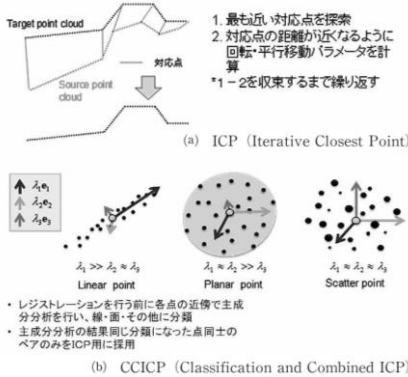 Target point cloud
対応点
Source point
cloud
1. 最も近い対応点を探索
2. 対応点の距離が近くなるように
回転・平行移動パラメータを計
算
*1－2を収束するまで繰り返す
(a) ICP（Iterative Closest Point）
λ₁e₁
λ₂e₂
λ₃e₃
λ₁ >> λ₂ ≈ λ₃
Linear point
λ₁ ≈ λ₂ >> λ₃
Planar point
λ₁ ≈ λ₂ ≈ λ₃
Scatter point
• レジストレーションを行う前に各点の近傍で主成
分分析を行い、線・面・その他に分類
• 主成分分析の結果同じ分類になった点同士の
ペアのみをICP用に採用
(b) CCICP（Classification and Combined ICP）